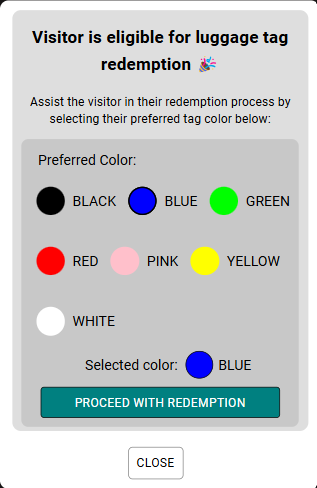 Visitor is eligible for luggage tag
redemption 🎉
Assist the visitor in their redemption process by
selecting their preferred tag color below:
Preferred Color:
BLACK BLUE GREEN
RED PINK YELLOW
WHITE
Selected color: BLUE
PROCEED WITH REDEMPTION
CLOSE